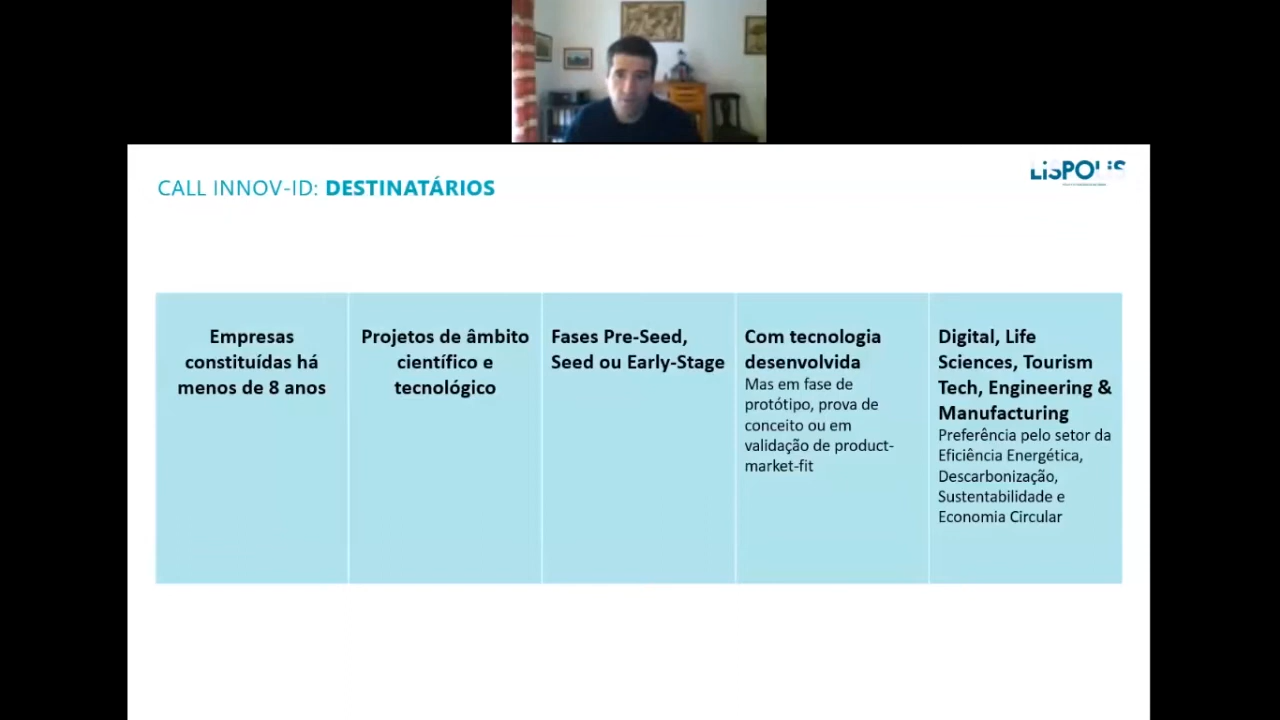 CALL INNOV-ID: DESTINATÁRIOS
LiSPOLiS
Empresas
constituídas há
menos de 8 anos
Projetos de âmbito
científico e
tecnológico
Fases Pre-Seed,
Seed ou Early-Stage
Com tecnologia
desenvolvida
Mas em fase de
protótipo, prova de
conceito ou em
validação de product-
market-fit
Digital, Life
Sciences, Tourism
Tech, Engineering &
Manufacturing
Preferência pelo setor da
Eficiência Energética,
Descarbonização,
Sustentabilidade e
Economia Circular